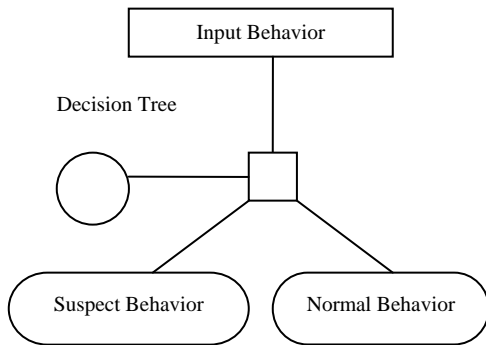 Input Behavior
Decision Tree
Suspect Behavior
Normal Behavior